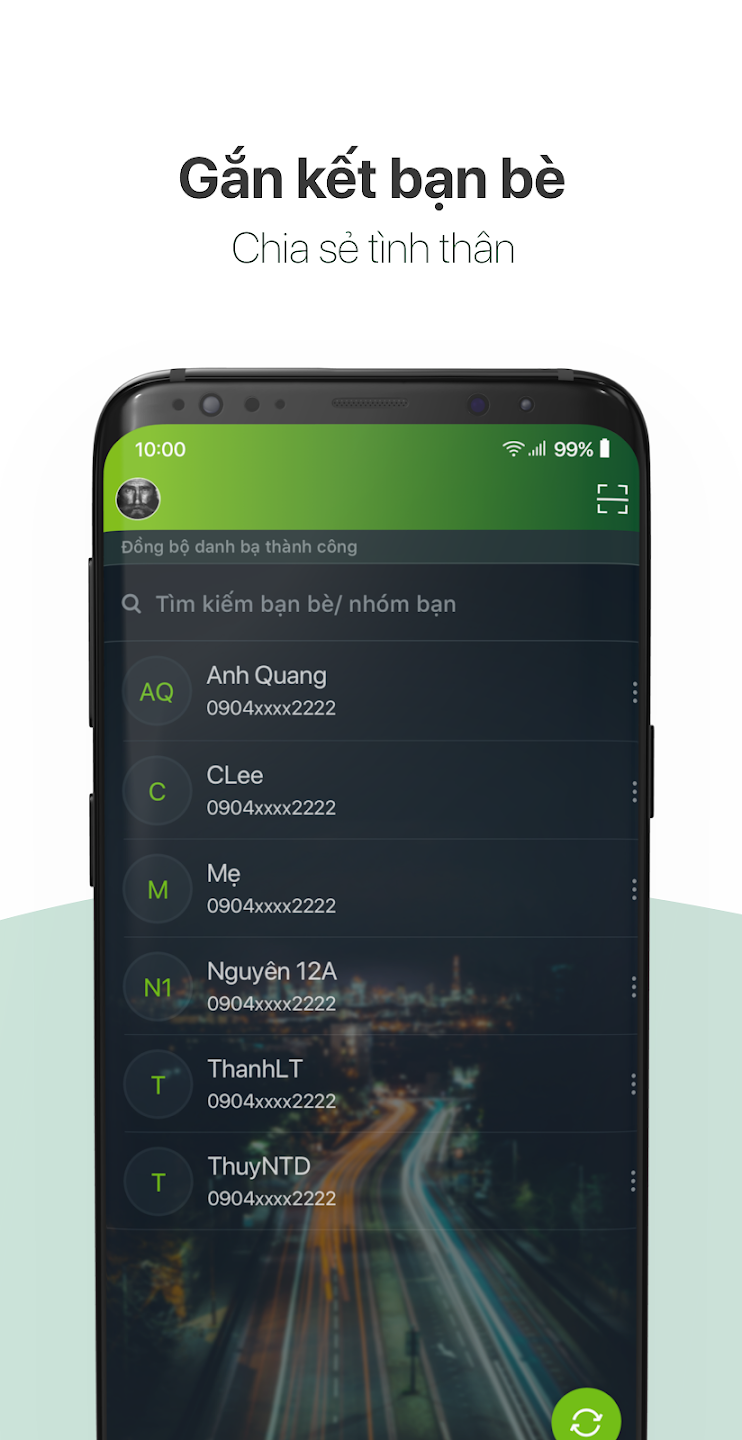 Gắn kết bạn bè
Chia sẻ tình thân
10:00 99%
Đồng bộ danh bạ thành công
Tìm kiếm bạn bè/ nhóm bạn
AQ Anh Quang
0904xxxx2222
C CLee
0904xxxx2222
M Mẹ
0904xxxx2222
N1 Nguyên 12A
0904xxxx2222
T ThanhLT
0904xxxx2222
T ThuyNTD
0904xxxx2222